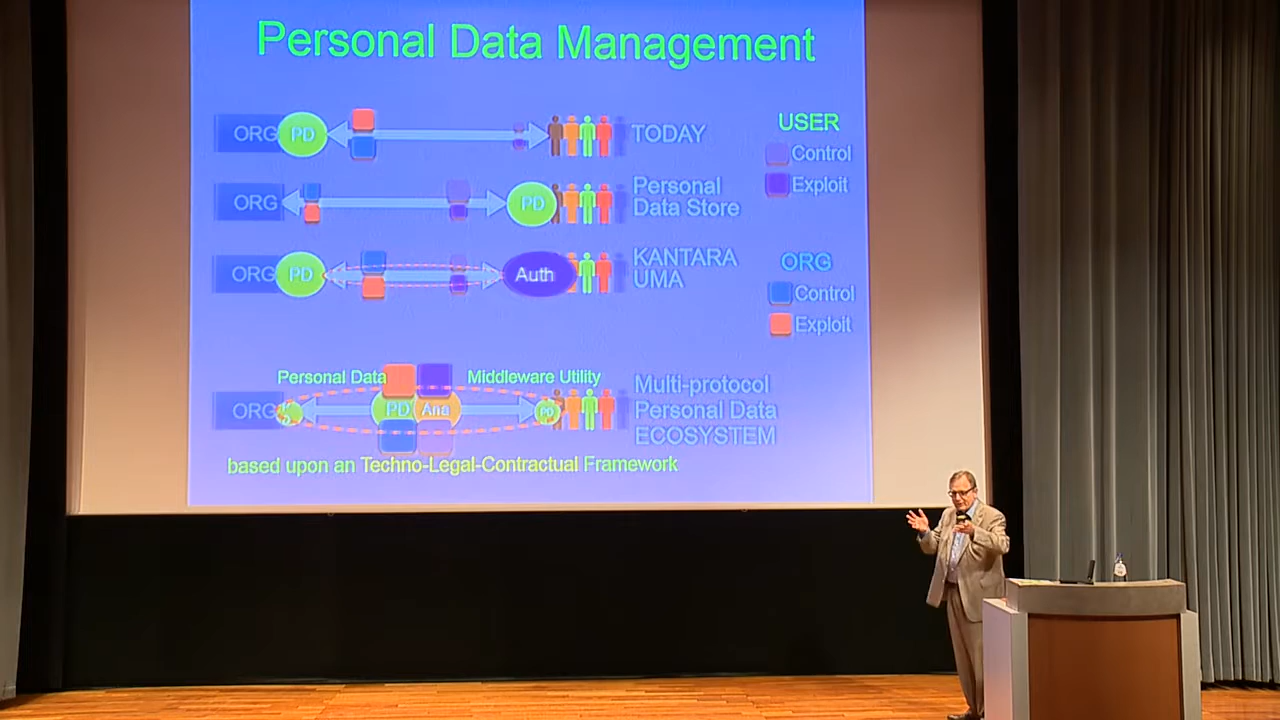 Personal Data Management
ORG PD TODAY
ORG PD Personal
Data Store
ORG PD Auth KANTARA
UMA
USER
Control
Exploit
ORG
Control
Exploit
Personal Data Middleware Utility
ORG PD Ana PD Multi-protocol
Personal Data
ECOSYSTEM
based upon an Techno-Legal-Contractual Framework